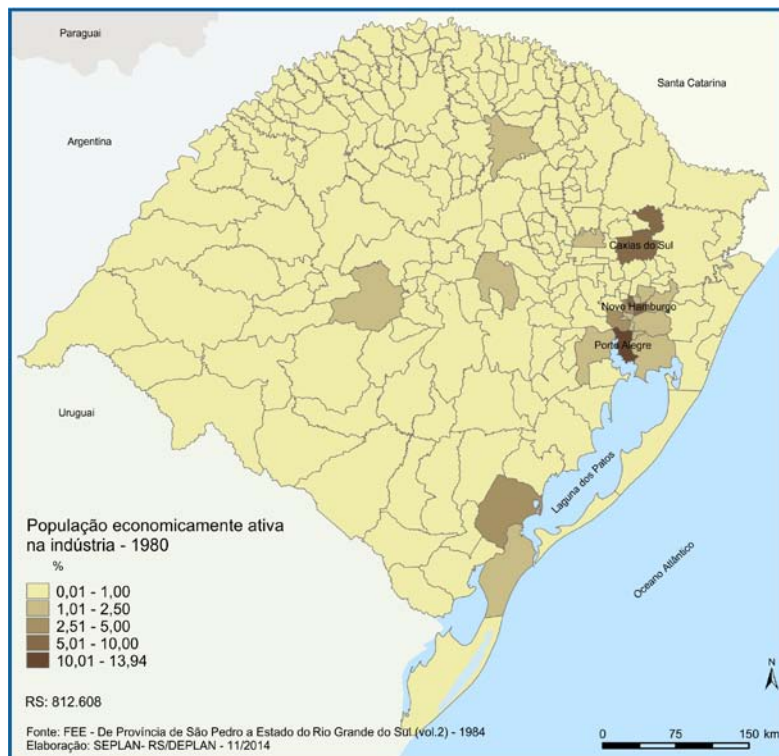 Paraguai
Santa Catarina
Argentina
Caxias do Sul
Novo Hamburgo
Porto Alegre
Uruguai
Laguna dos Patos
Oceano Atlântico
População economicamente ativa
na indústria - 1980
%
0,01 - 1,00
1,01 - 2,50
2,51 - 5,00
5,01 - 10,00
10,01 - 13,94
RS: 812.608
N
Fonte: FEE - De Província de São Pedro a Estado do Rio Grande do Sul (vol.2) - 1984
Elaboração: SEPLAN- RS/DEPLAN - 11/2014
0 75 150 km